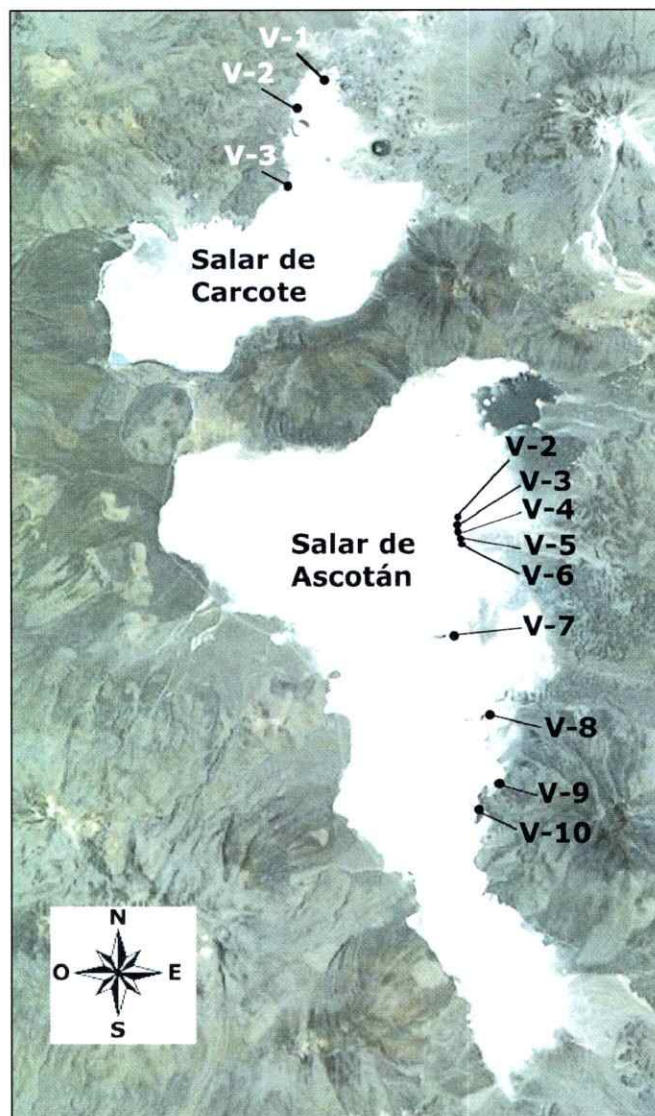 V-1
V-2
V-3
Salar de
Carcote
V-2
V-3
V-4
V-5
V-6
Salar de
Ascotán
V-7
V-8
V-9
V-10
N
O
E
S